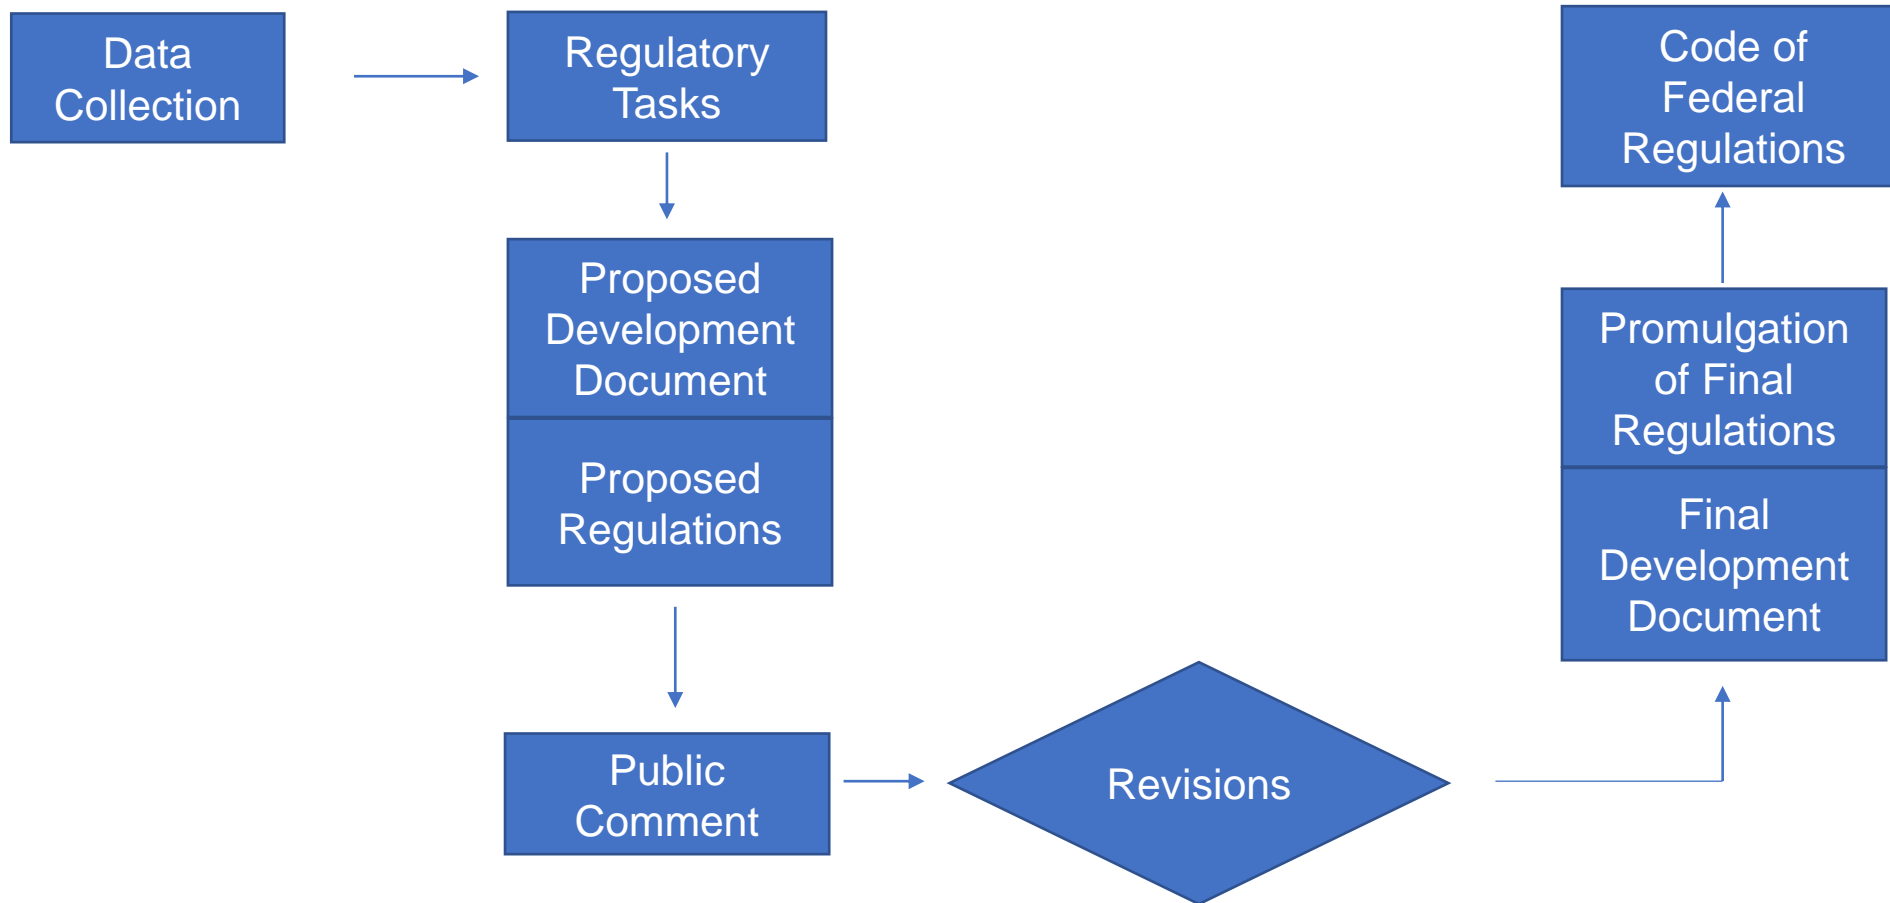 Data
Collection
Regulatory
Tasks
Proposed
Development
Document
Proposed
Regulations
Public
Comment
Revisions
Code of
Federal
Regulations
Promulgation
of Final
Regulations
Final
Development
Document